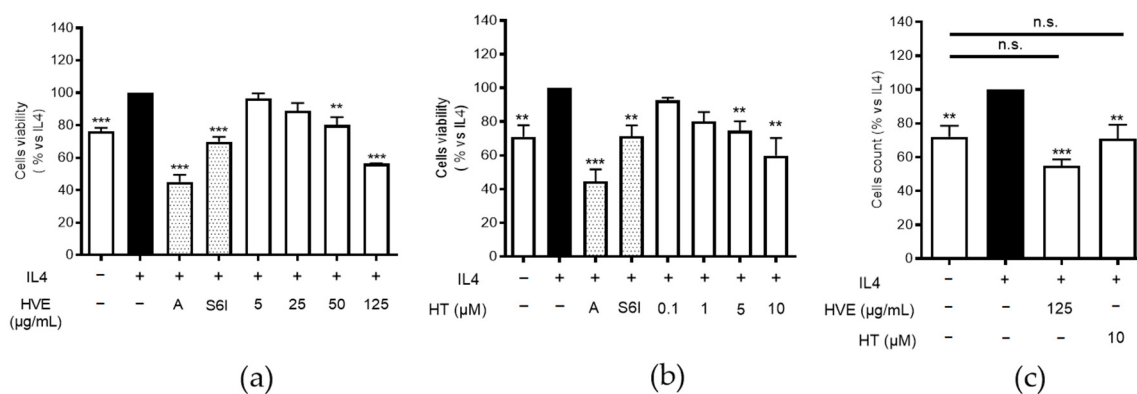 140
120
100
80
60
40
20
0
Cells viability
( % vs IL4)
*** *** *** ** ***
IL4 – + + + + + + +
HVE – – A S6I 5 25 50 125
(µg/mL)
(a)
140
120
100
80
60
40
20
0
Cells viability
( % vs IL4)
** *** ** ** **
IL4 – + + + + + + +
HT (µM) – – A S6I 0.1 1 5 10
(b)
n.s.
n.s.
140
120
100
80
60
40
20
0
Cells count (% vs IL4)
** *** **
IL4 – + + +
HVE (µg/mL) – – 125 –
HT (µM) – – – 10
(c)